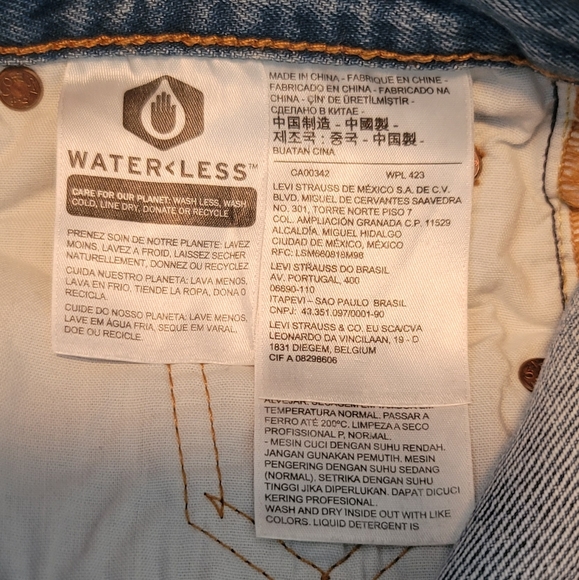 WATER<LESS™
CARE FOR OUR PLANET: WASH LESS, WASH
COLD, LINE DRY, DONATE OR RECYCLE
PRENEZ SOIN DE NOTRE PLANETE: LAVEZ
MOINS, LAVEZ A FROID, LAISSEZ SECHER
NATURELLEMENT, DONNEZ OU RECYCLEZ
CUIDA NUESTRO PLANETA: LAVA MENOS,
LAVA EN FRIO, TIENDE LA ROPA, DONA O
RECICLA.
CUIDE DO NOSSO PLANETA: LAVE MENOS,
LAVE EM ÁGUA FRIA, SEQUE EM VARAL,
DOE OU RECICLE.
MADE IN CHINA - FABRIQUE EN CHINE -
FABRICADO EN CHINA - FABRICADO NA
CHINA - ÇİN' DE ÜRETİLMİŞTİR -
СДЕЛАНО В КИТАЕ -
中国制造 - 中國製 -
제조국: 중국 - 中国製 -
BUATAN CINA
CA00342 WPL 423
LEVI STRAUSS DE MÉXICO S.A. DE C.V.
BLVD. MIGUEL DE CERVANTES SAAVEDRA
NO. 301, TORRE NORTE PISO 7
COL. AMPLIACIÓN GRANADA C.P. 11529
ALCALDÍA, MIGUEL HIDALGO
CIUDAD DE MÉXICO, MÉXICO
RFC: LSM660818M98
LEVI STRAUSS DO BRASIL
AV. PORTUGAL, 400
06690-110
ITAPEVI – SAO PAULO BRASIL
CNPJ: 43.351.097/0001-90
LEVI STRAUSS & CO. EU SCA/CVA
LEONARDO DA VINCILAAN, 19 - D
1831 DIEGEM, BELGIUM
CIF A 08298606
TEMPERATURA NORMAL. PASSAR A
FERRO ATÉ 200ºC. LIMPEZA A SECO
PROFISSIONAL P, NORMAL.
- MESIN CUCI DENGAN SUHU RENDAH.
JANGAN GUNAKAN PEMUTIH. MESIN
PENGERING DENGAN SUHU SEDANG
(NORMAL). SETRIKA DENGAN SUHU
TINGGI JIKA DIPERLUKAN. DAPAT DICUCI
KERING PROFESIONAL.
WASH AND DRY INSIDE OUT WITH LIKE
COLORS. LIQUID DETERGENT IS